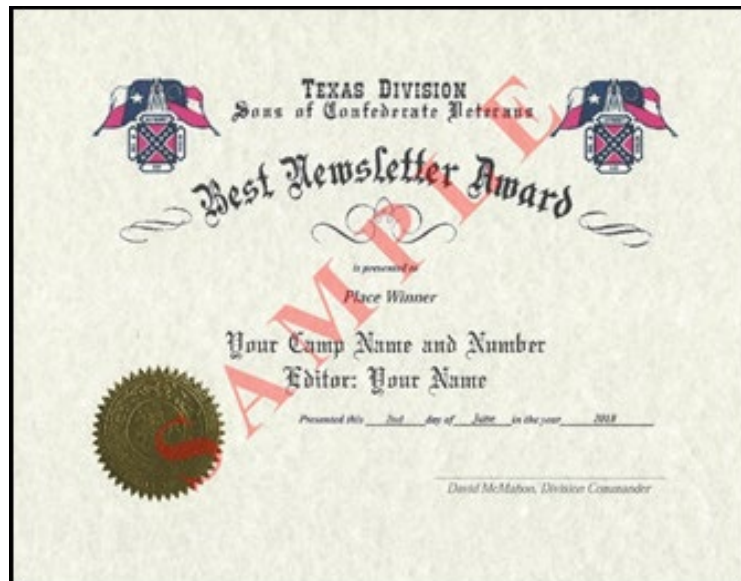 TEXAS DIVISION
Sons of Confederate Veterans
Best Newsletter Award
is presented to
Place Winner
Your Camp Name and Number
Editor: Your Name
Presented this 2nd day of June in the year 2018
David McMahon, Division Commander
SAMPLE